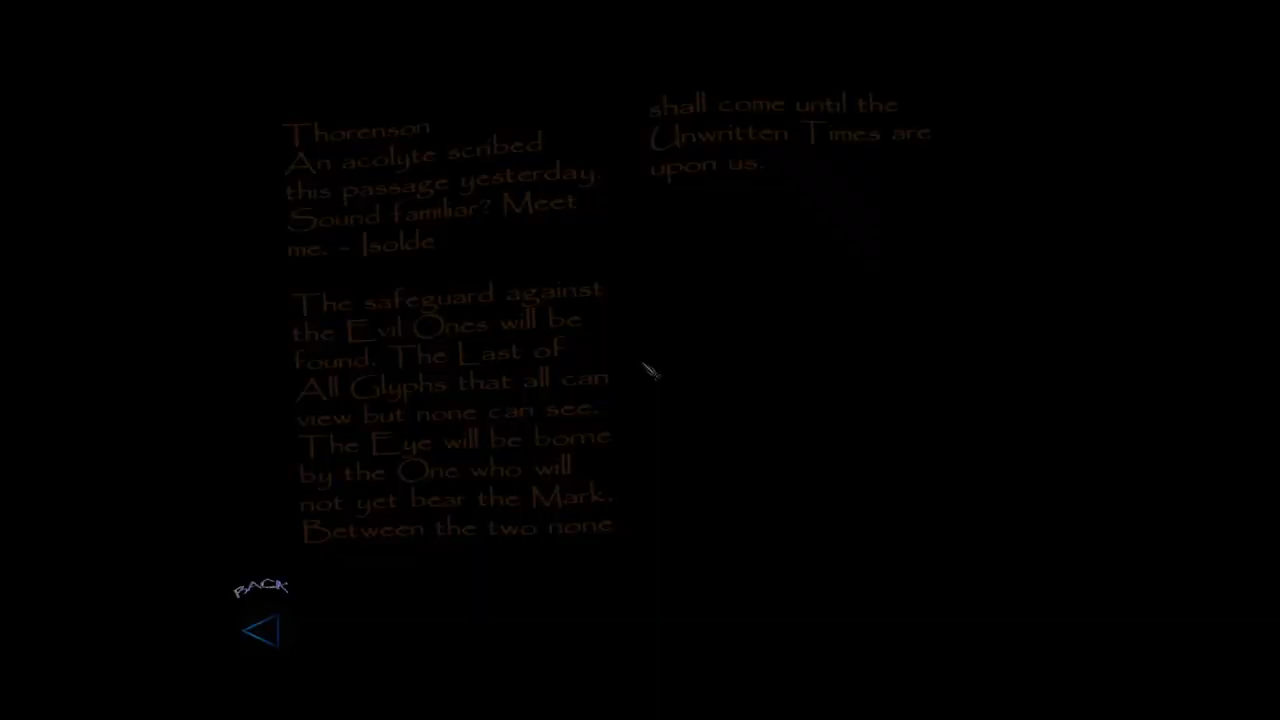 Thorenson
An acolyte scribed
this passage yesterday.
Sound familiar? Meet
me. - Isolde
The safeguard against
the Evil Ones will be
found. The Last of
All Glyphs that all can
view but none can see.
The Eye will be borne
by the One who will
not yet bear the Mark.
Between the two none
shall come until the
Unwritten Times are
upon us.
BACK